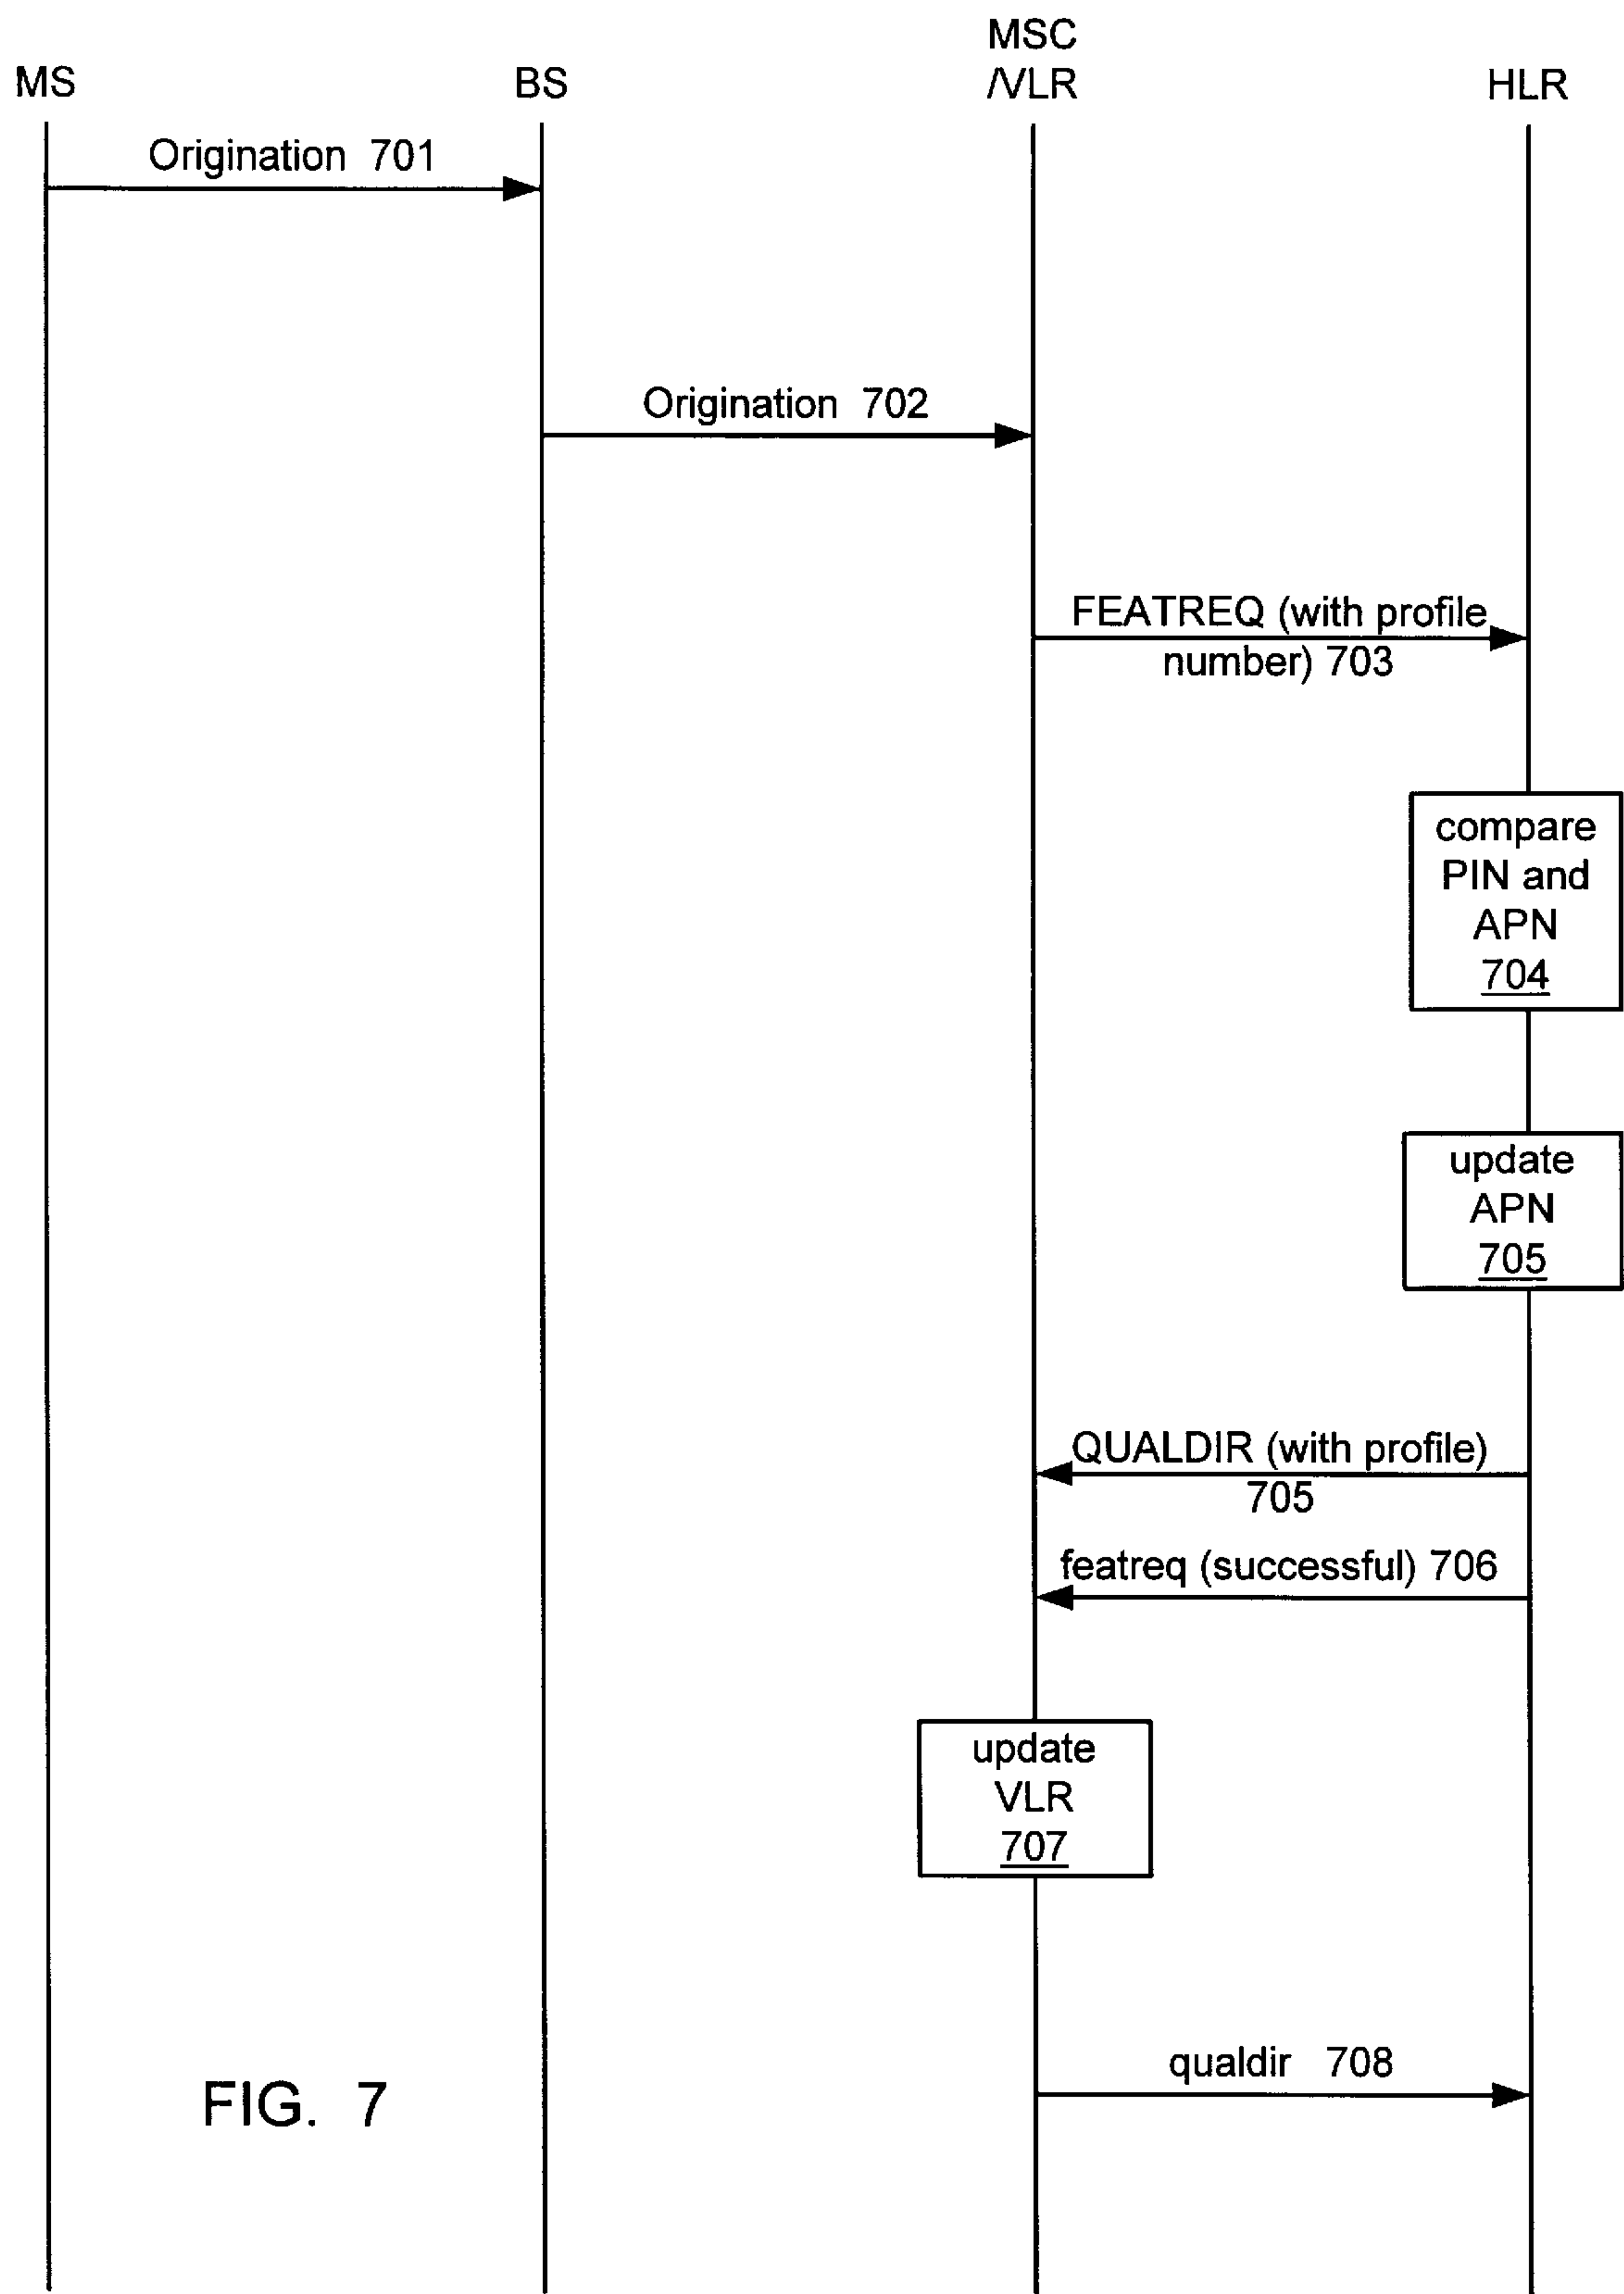 MS
BS
MSC
/VLR
HLR
Origination 701
Origination 702
FEATREQ (with profile
number) 703
compare
PIN and
APN
704
update
APN
705
QUALDIR (with profile)
705
featreq (successful) 706
update
VLR
707
qualdir 708
FIG. 7